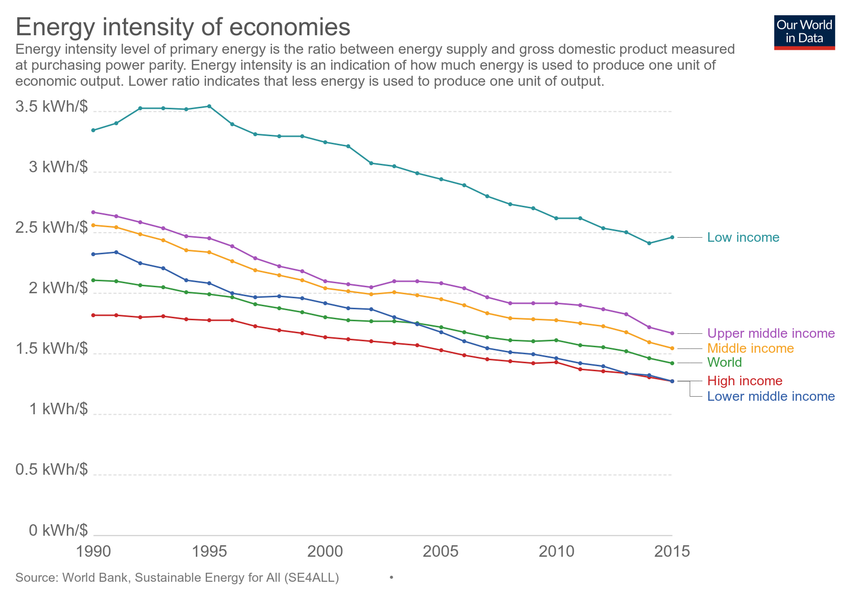 Energy intensity of economies
Our World
in Data
Energy intensity level of primary energy is the ratio between energy supply and gross domestic product measured
at purchasing power parity. Energy intensity is an indication of how much energy is used to produce one unit of
economic output. Lower ratio indicates that less energy is used to produce one unit of output.
3.5 kWh/$
3 kWh/$
2.5 kWh/$
2 kWh/$
1.5 kWh/$
1 kWh/$
0.5 kWh/$
0 kWh/$
Low income
Upper middle income
Middle income
World
High income
Lower middle income
1990 1995 2000 2005 2010 2015
Source: World Bank, Sustainable Energy for All (SE4ALL) •